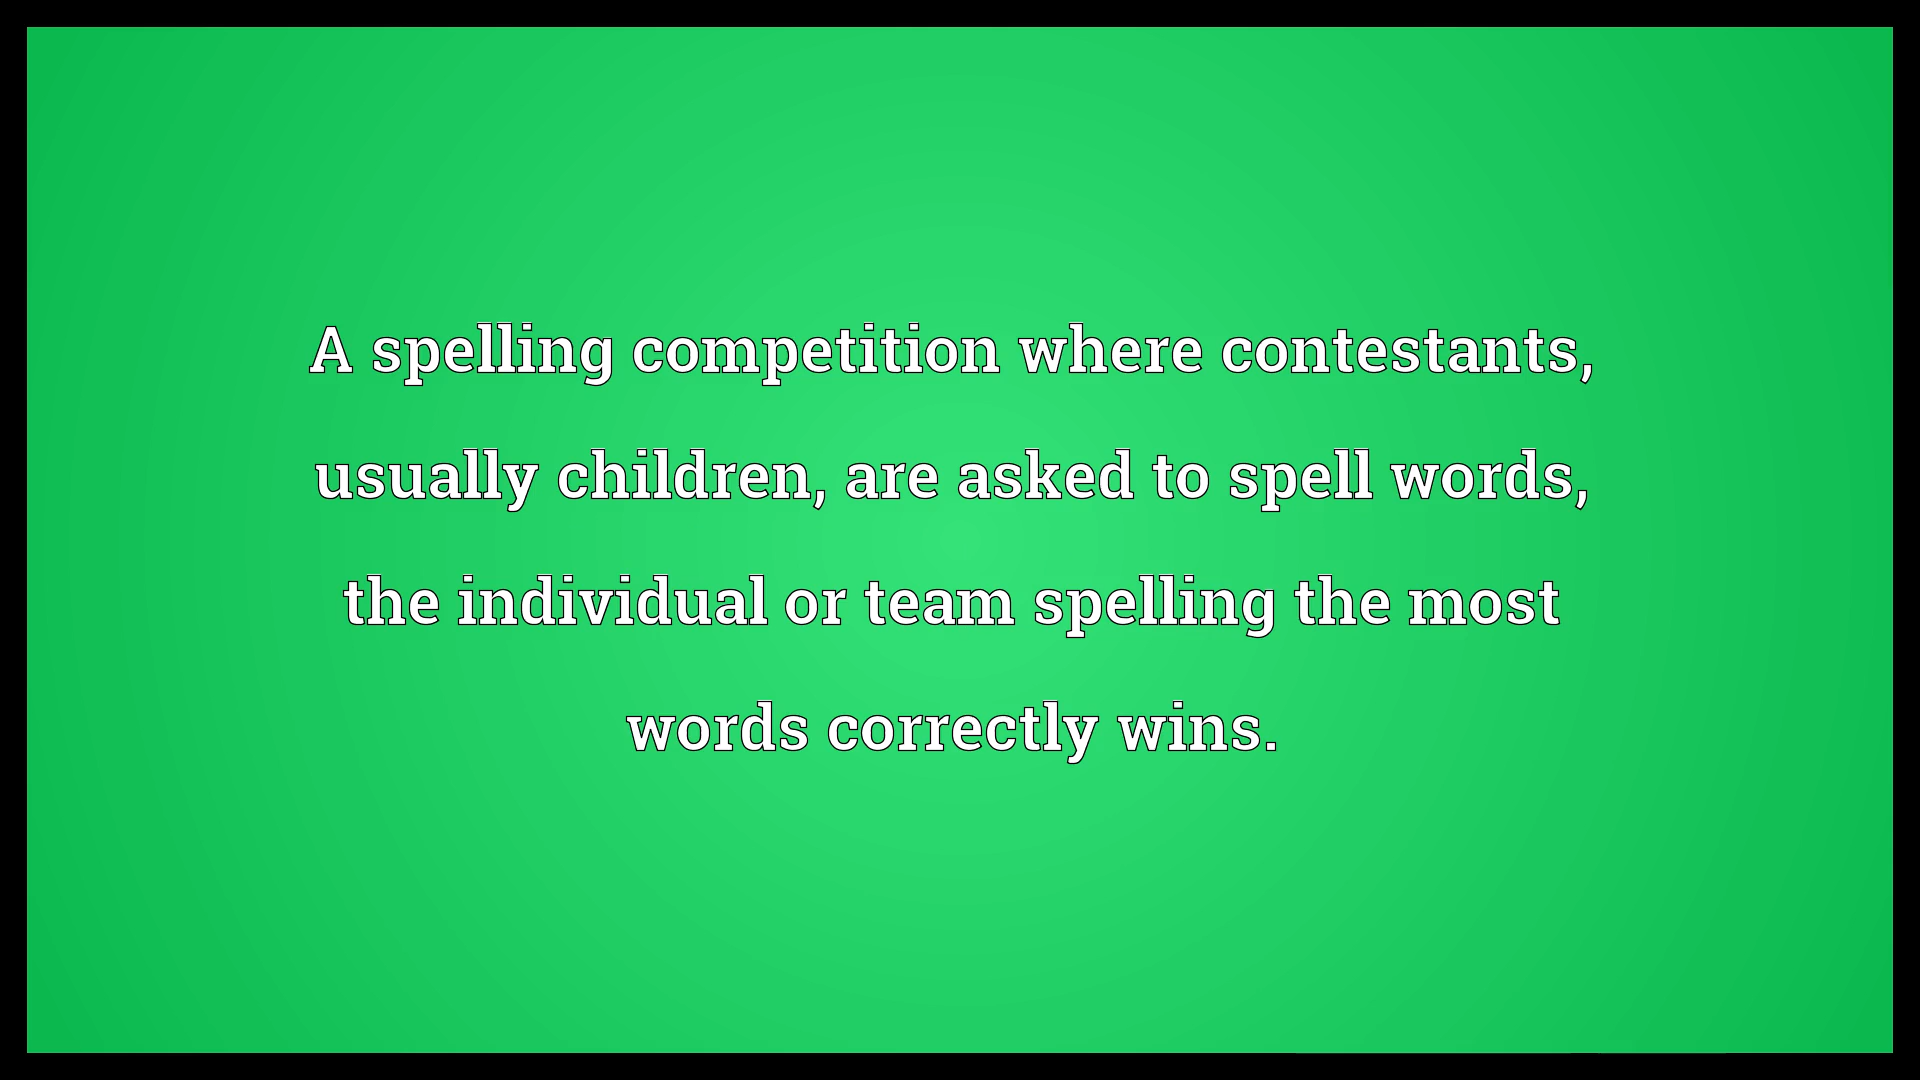 A spelling competition where contestants,
usually children, are asked to spell words,
the individual or team spelling the most
words correctly wins.